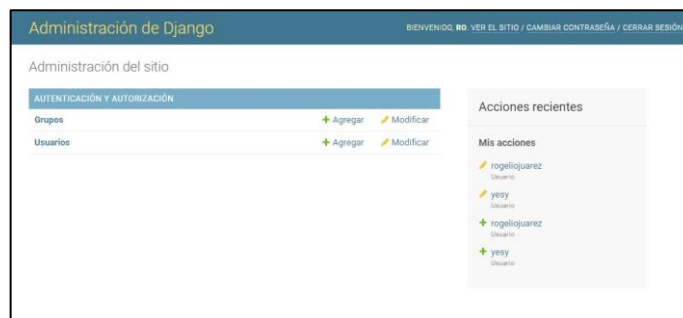 Administración de Django
BIENVENIDO, RO. VER EL SITIO / CAMBIAR CONTRASEÑA / CERRAR SESIÓN
Administración del sitio
AUTENTICACIÓN Y AUTORIZACIÓN
Grupos + Agregar Modificar
Usuarios + Agregar Modificar
Acciones recientes
Mis acciones
rogeliojuarez
Usuario
yesy
Usuario
+ rogeliojuarez
Usuario
+ yesy
Usuario